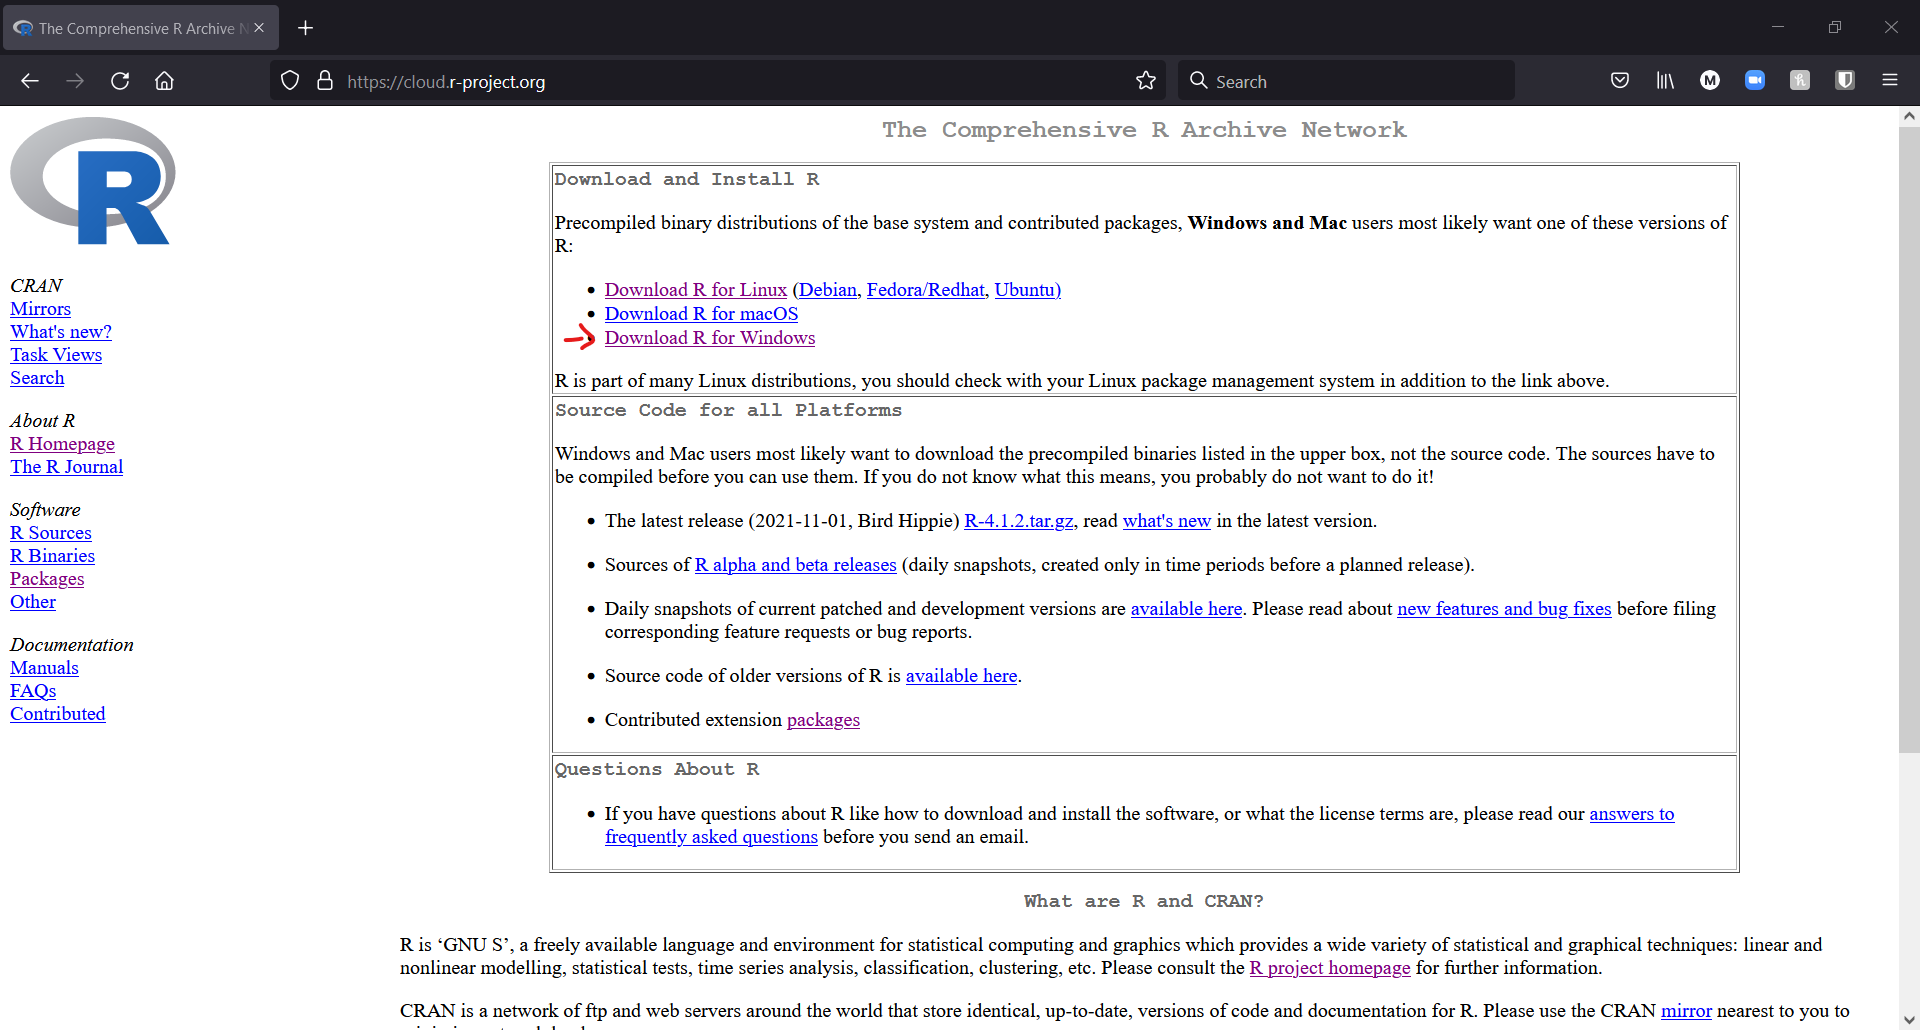 The Comprehensive R Archive N
https://cloud.r-project.org
Search
M
R
CRAN
Mirrors
What's new?
Task Views
Search
About R
R Homepage
The R Journal
Software
R Sources
R Binaries
Packages
Other
Documentation
Manuals
FAQs
Contributed
The Comprehensive R Archive Network
Download and Install R
Precompiled binary distributions of the base system and contributed packages, Windows and Mac users most likely want one of these versions of
R:
• Download R for Linux (Debian, Fedora/Redhat, Ubuntu)
• Download R for macOS
• Download R for Windows
R is part of many Linux distributions, you should check with your Linux package management system in addition to the link above.
Source Code for all Platforms
Windows and Mac users most likely want to download the precompiled binaries listed in the upper box, not the source code. The sources have to
be compiled before you can use them. If you do not know what this means, you probably do not want to do it!
• The latest release (2021-11-01, Bird Hippie) R-4.1.2.tar.gz, read what's new in the latest version.
• Sources of R alpha and beta releases (daily snapshots, created only in time periods before a planned release).
• Daily snapshots of current patched and development versions are available here. Please read about new features and bug fixes before filing
corresponding feature requests or bug reports.
• Source code of older versions of R is available here.
• Contributed extension packages
Questions About R
• If you have questions about R like how to download and install the software, or what the license terms are, please read our answers to
frequently asked questions before you send an email.
What are R and CRAN?
R is ‘GNU S’, a freely available language and environment for statistical computing and graphics which provides a wide variety of statistical and graphical techniques: linear and
nonlinear modelling, statistical tests, time series analysis, classification, clustering, etc. Please consult the R project homepage for further information.
CRAN is a network of ftp and web servers around the world that store identical, up-to-date, versions of code and documentation for R. Please use the CRAN mirror nearest to you to